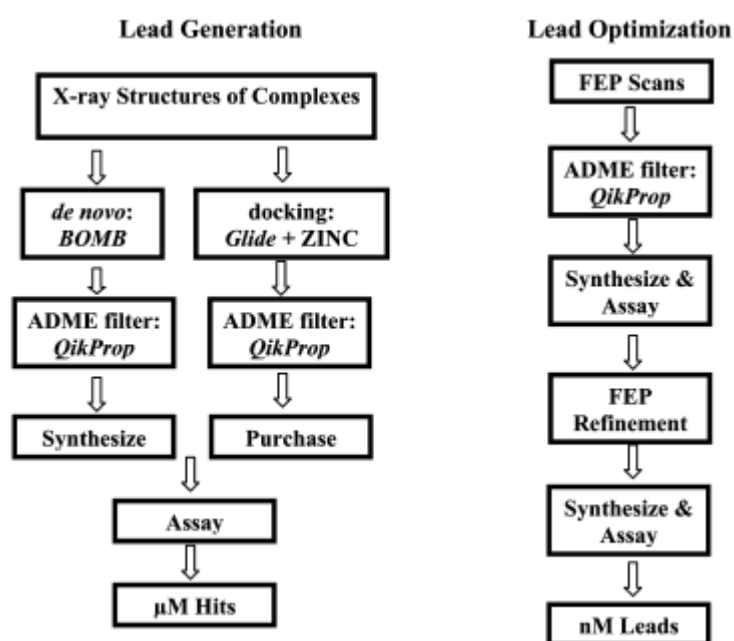 Lead Generation
X-ray Structures of Complexes
de novo:
BOMB
docking:
Glide + ZINC
ADME filter:
QikProp
ADME filter:
QikProp
Synthesize
Purchase
Assay
µM Hits
Lead Optimization
FEP Scans
ADME filter:
QikProp
Synthesize &
Assay
FEP
Refinement
Synthesize &
Assay
nM Leads